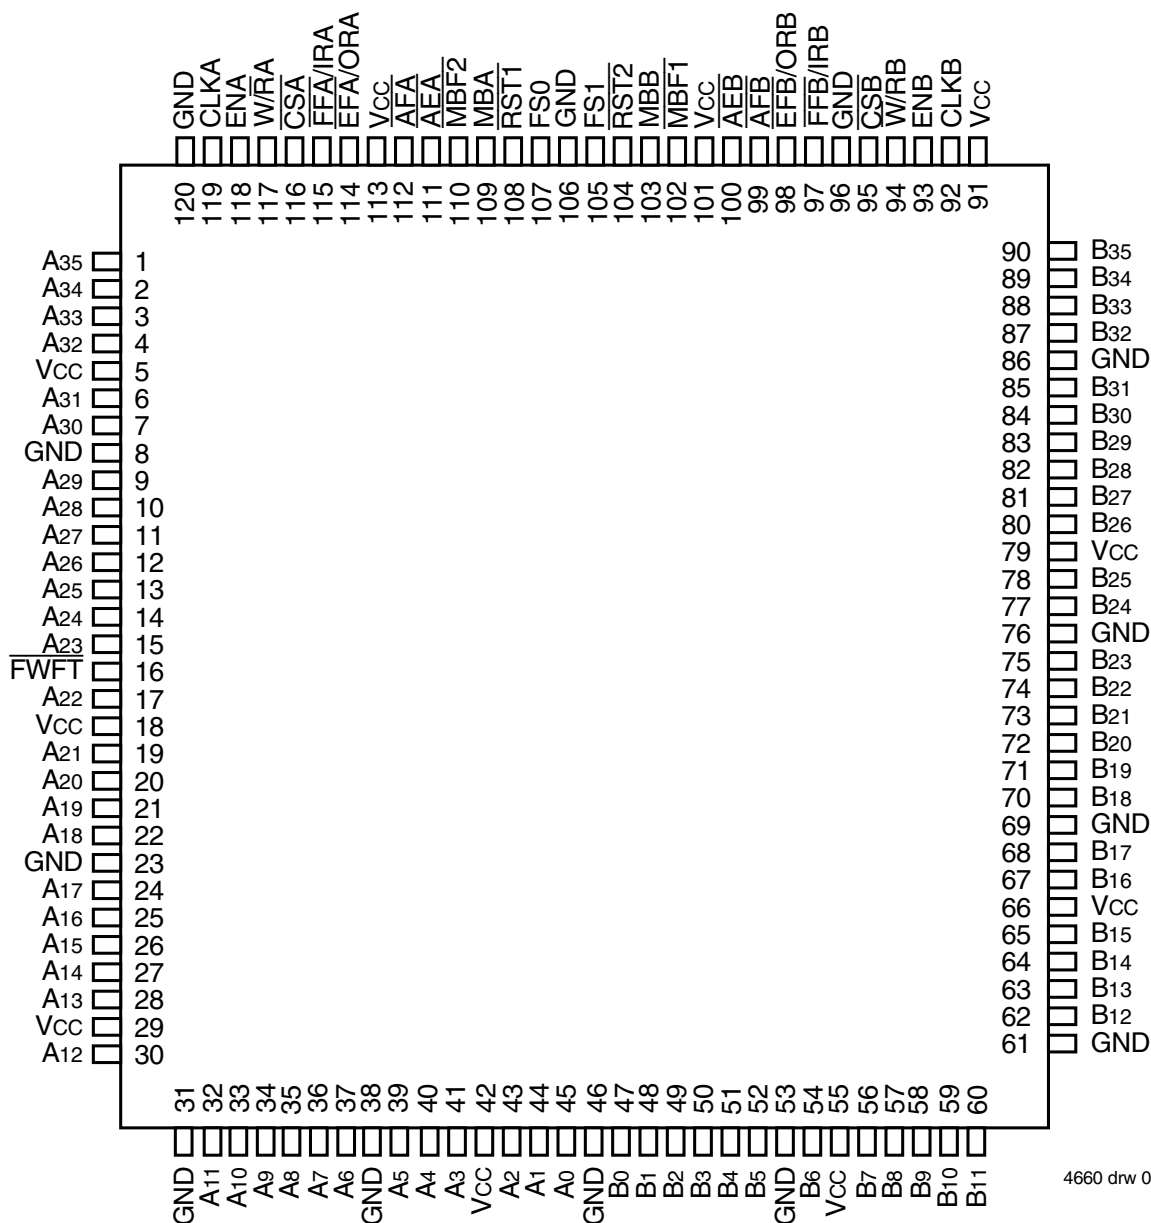 GND CLKA ENA W/RA CSA FFA/IRA EFA/ORA VCC AFA AEA MBF2 MBA RST1 FS0 GND FS1 RST2 MBB MBF1 VCC AEB AFB EFB/ORB FFB/IRB GND CSB W/RB ENB CLKB VCC
120 119 118 117 116 115 114 113 112 111 110 109 108 107 106 105 104 103 102 101 100 99 98 97 96 95 94 93 92 91
A35 1
A34 2
A33 3
A32 4
VCC 5
A31 6
A30 7
GND 8
A29 9
A28 10
A27 11
A26 12
A25 13
A24 14
A23 15
FWFT 16
A22 17
VCC 18
A21 19
A20 20
A19 21
A18 22
GND 23
A17 24
A16 25
A15 26
A14 27
A13 28
VCC 29
A12 30
90 B35
89 B34
88 B33
87 B32
86 GND
85 B31
84 B30
83 B29
82 B28
81 B27
80 B26
79 VCC
78 B25
77 B24
76 GND
75 B23
74 B22
73 B21
72 B20
71 B19
70 B18
69 GND
68 B17
67 B16
66 VCC
65 B15
64 B14
63 B13
62 B12
61 GND
31 32 33 34 35 36 37 38 39 40 41 42 43 44 45 46 47 48 49 50 51 52 53 54 55 56 57 58 59 60
GND A11 A10 A9 A8 A7 A6 GND A5 A4 A3 VCC A2 A1 A0 GND B0 B1 B2 B3 B4 B5 GND B6 VCC B7 B8 B9 B10 B11
4660 drw 0